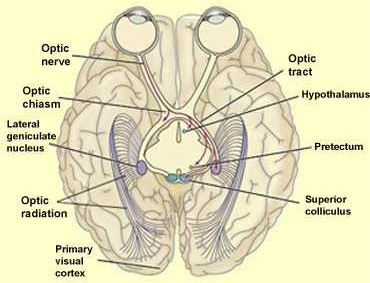 Optic
nerve
Optic
chiasm
Lateral
geniculate
nucleus
Optic
radiation
Primary
visual
cortex
Optic
tract
Hypothalamus
Pretectum
Superior
colliculus